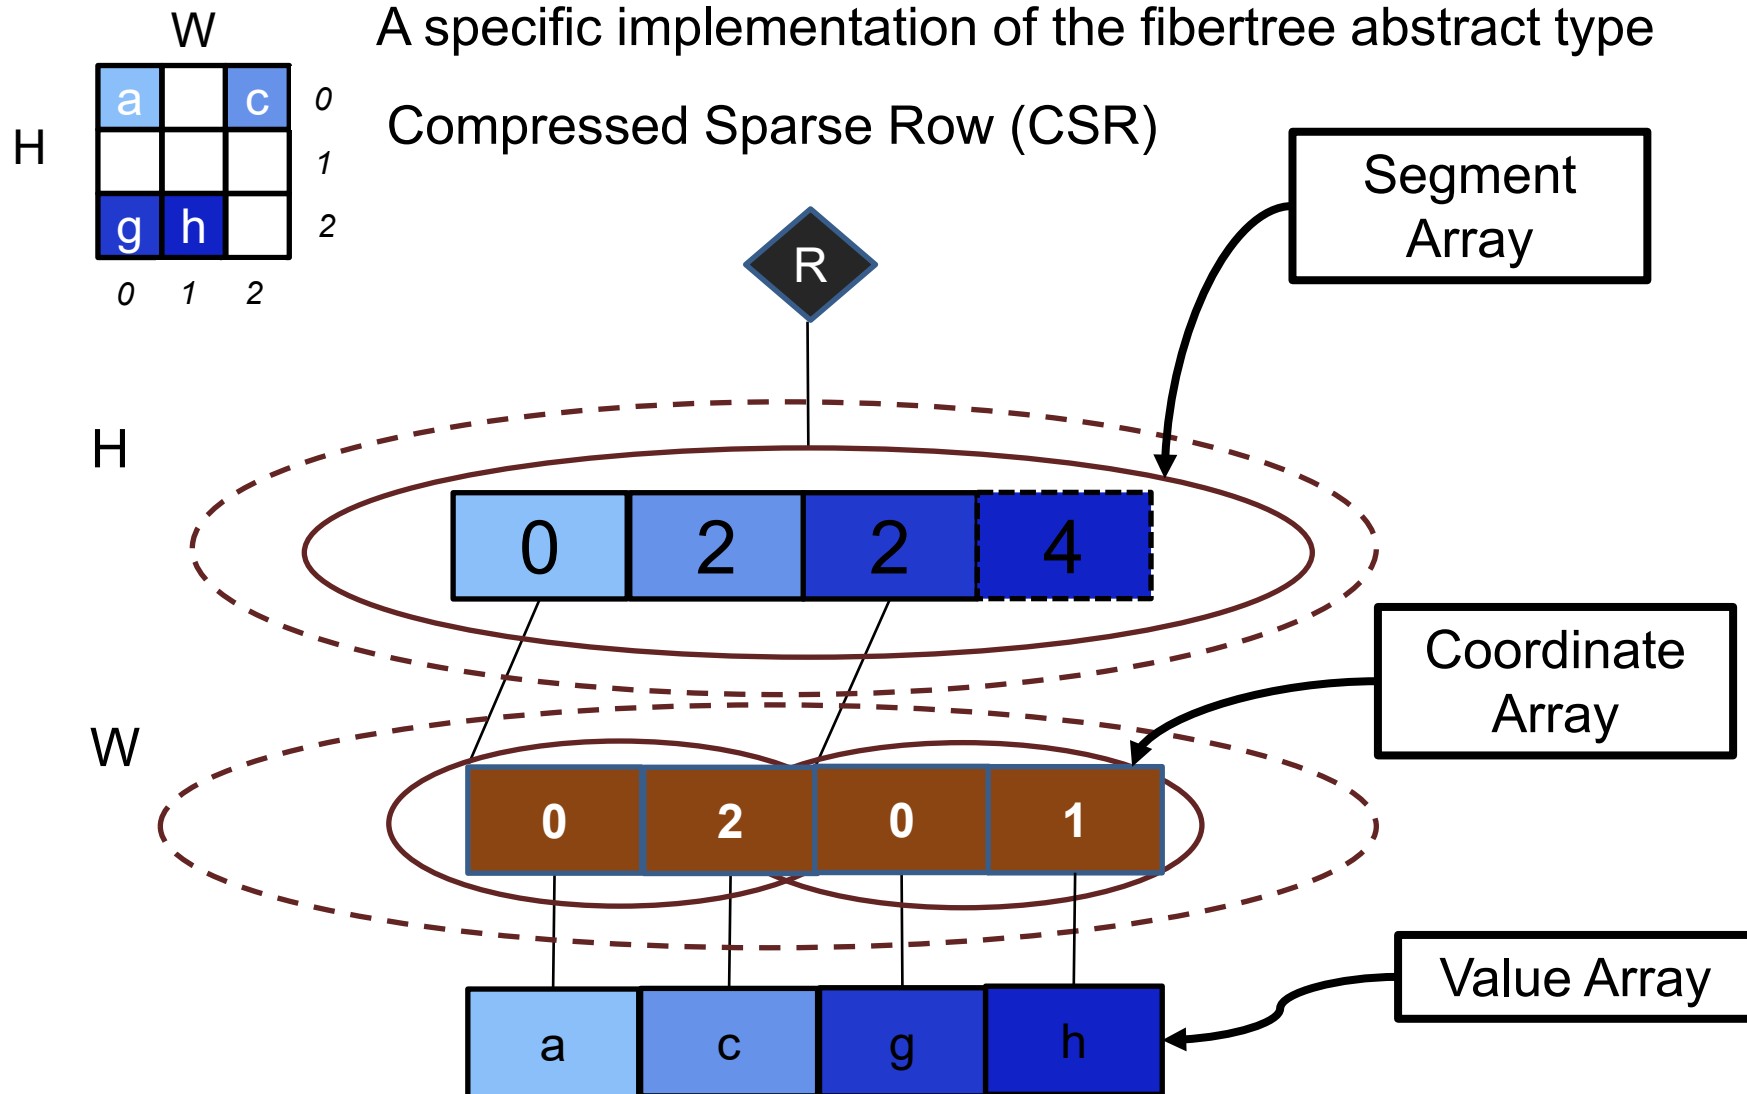 W
A specific implementation of the fibertree abstract type
a c 0
H
Compressed Sparse Row (CSR)
1
g h 2
0 1 2
Segment
Array
R
H
0 2 2 4
Coordinate
Array
W
0 2 0 1
Value Array
a c g h